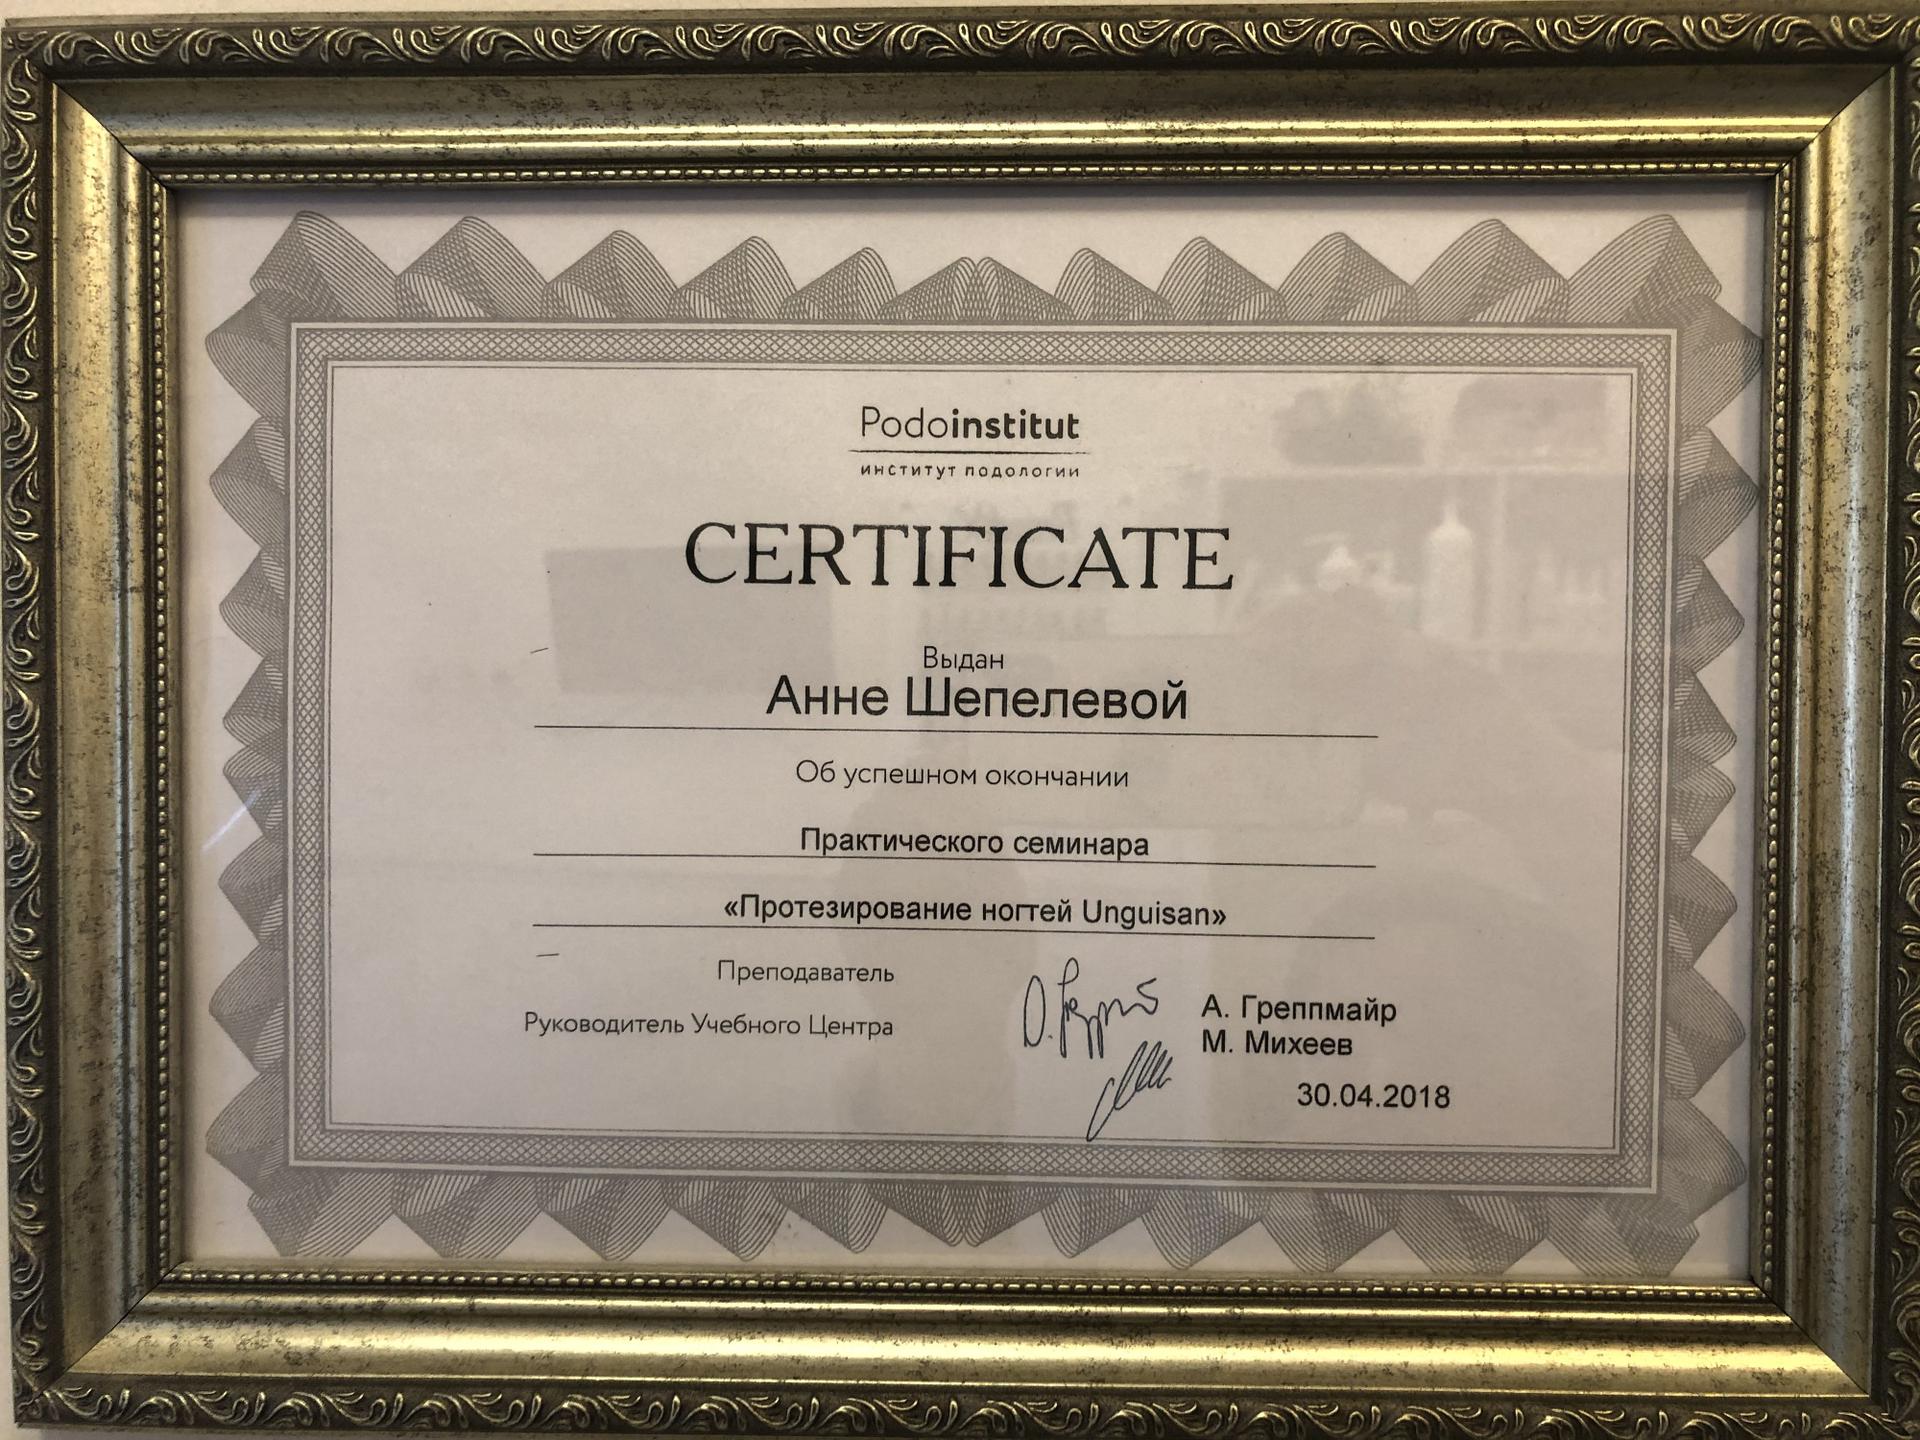 Podoinstitut
институт подологии
CERTIFICATE
Выдан
Анне Шепелевой
Об успешном окончании
Практического семинара
«Протезирование ногтей Unguisan»
Преподаватель
А. Греппмайр
Руководитель Учебного Центра
М. Михеев
30.04.2018